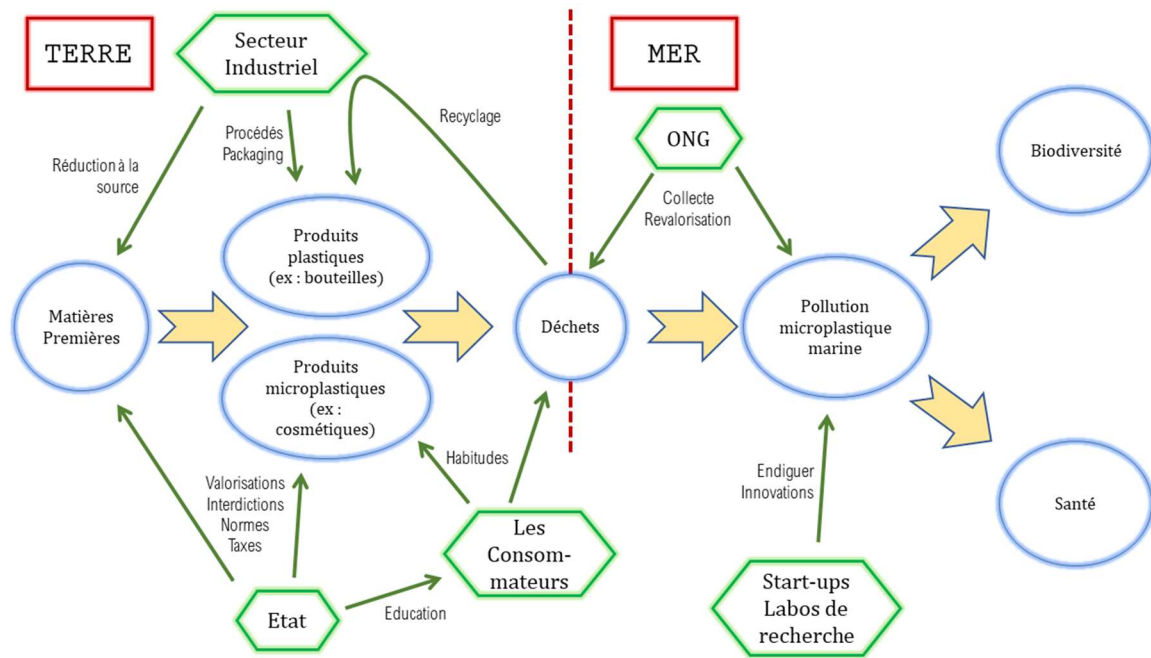 TERRE
Secteur
Industriel
MER
Recyclage
ONG
Procédés
Packaging
Biodiversité
Réduction à la
source
Collecte
Revalorisation
Produits
plastiques
(ex : bouteilles)
Matières
Premières
Déchets
Pollution
microplastique
marine
Produits
microplastiques
(ex :
cosmétiques)
Habitudes
Valorisations
Interdictions
Normes
Taxes
Endiguer
Innovations
Santé
Les
Consom-
mateurs
Start-ups
Labos de
recherche
Etat
Education